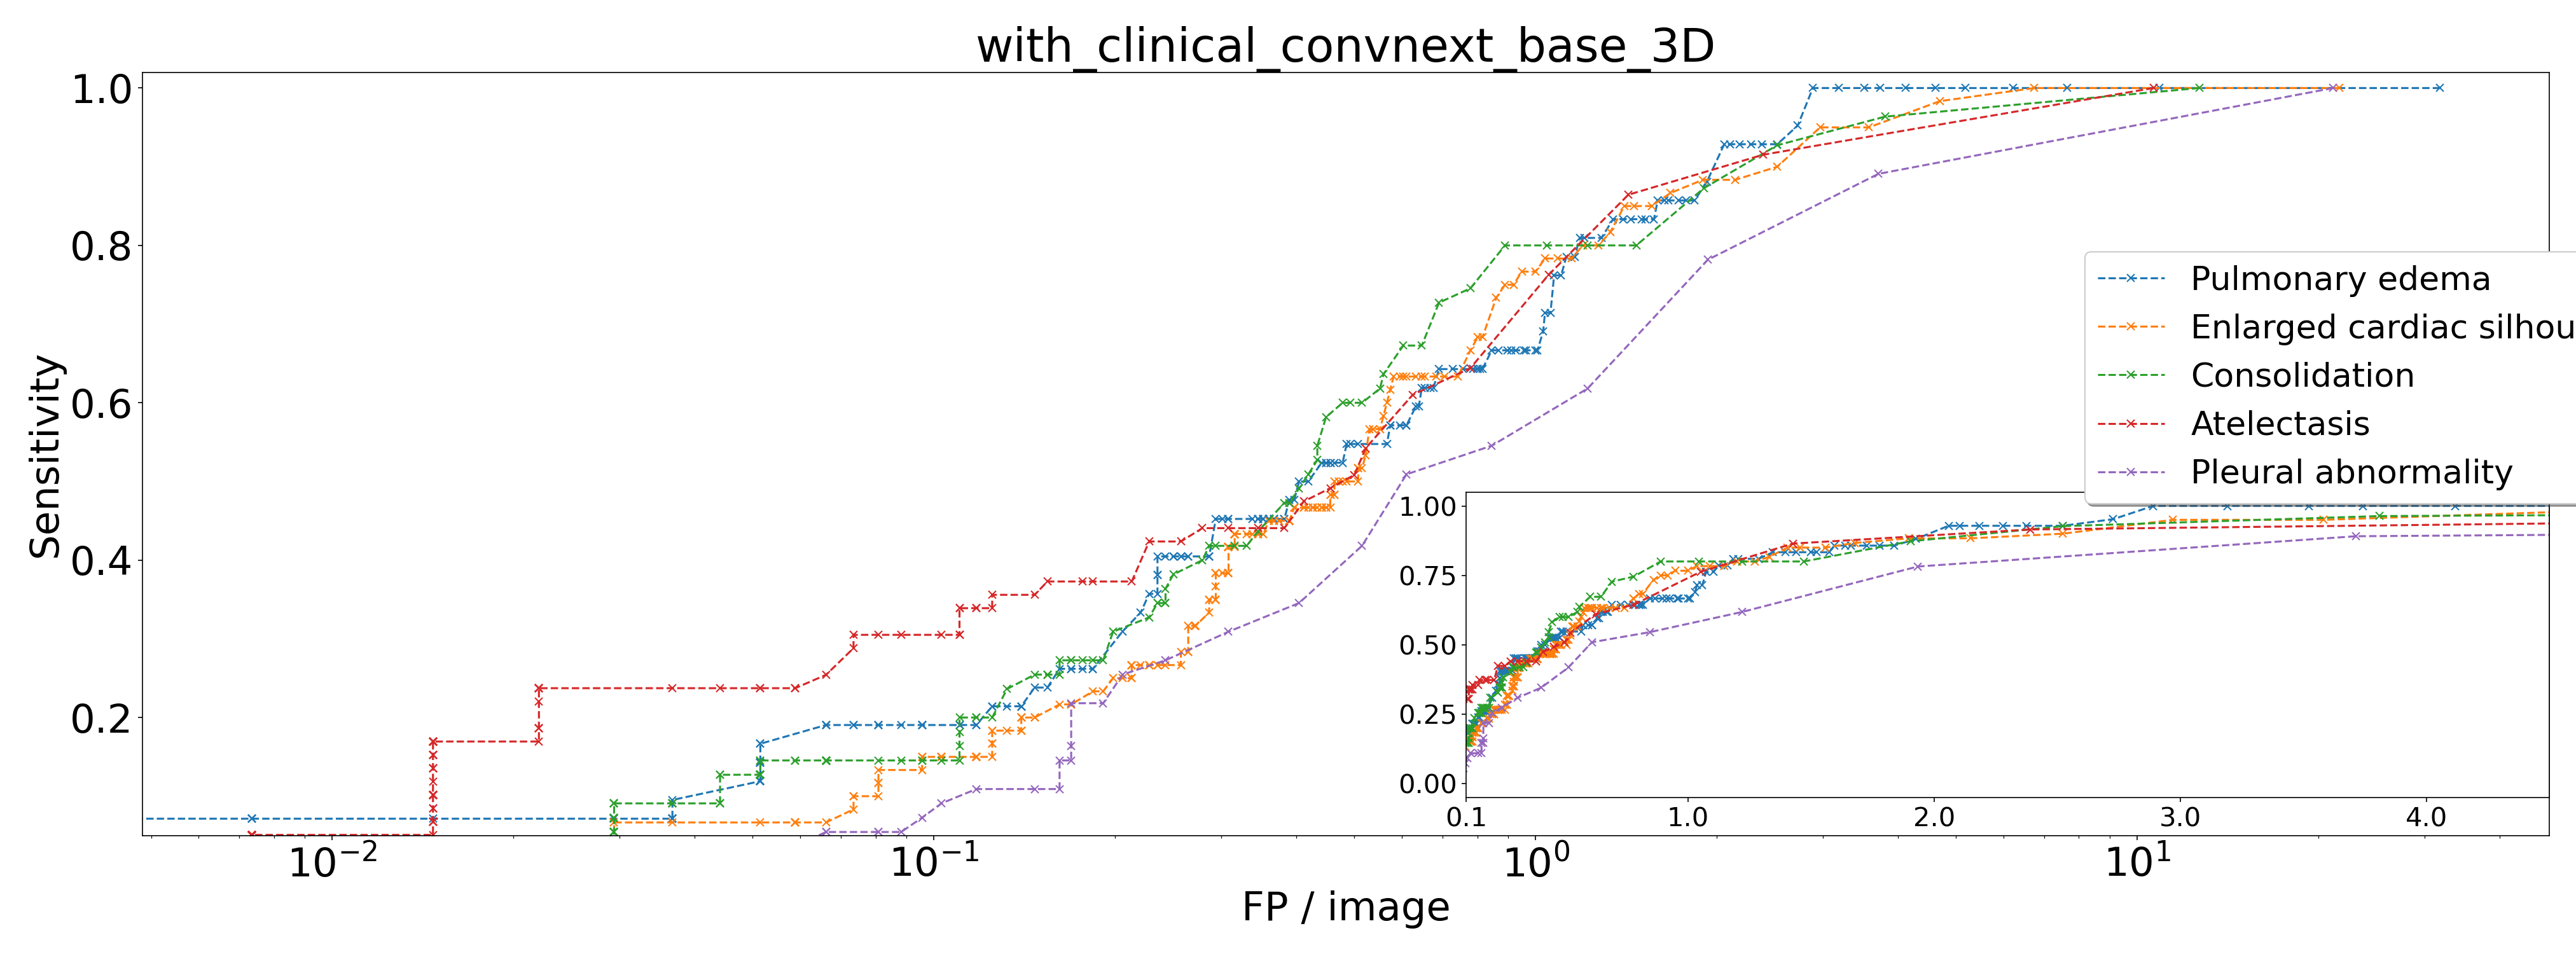 with_clinical_convnext_base_3D
1.0
0.8
0.6
0.4
0.2
Sensitivity
Pulmonary edema
Enlarged cardiac silhou
Consolidation
Atelectasis
Pleural abnormality
1.00
0.75
0.50
0.25
0.00
0.1 1.0 2.0 3.0 4.0
10⁻² 10⁻¹ 10⁰ 10¹
FP / image